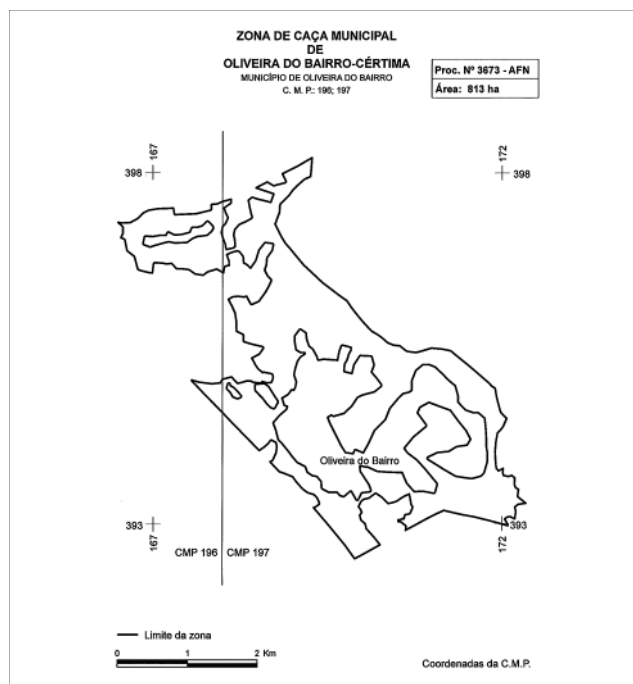 ZONA DE CAÇA MUNICIPAL
DE
OLIVEIRA DO BAIRRO-CÉRTIMA
MUNICÍPIO DE OLIVEIRA DO BAIRRO
C. M. P.: 196; 197
Proc. Nº 3673 - AFN
Área: 813 ha
167
398
172
398
Oliveira do Bairro
393
167
393
172
CMP 196
CMP 197
Limite da zona
0 1 2 Km
Coordenadas da C.M.P.